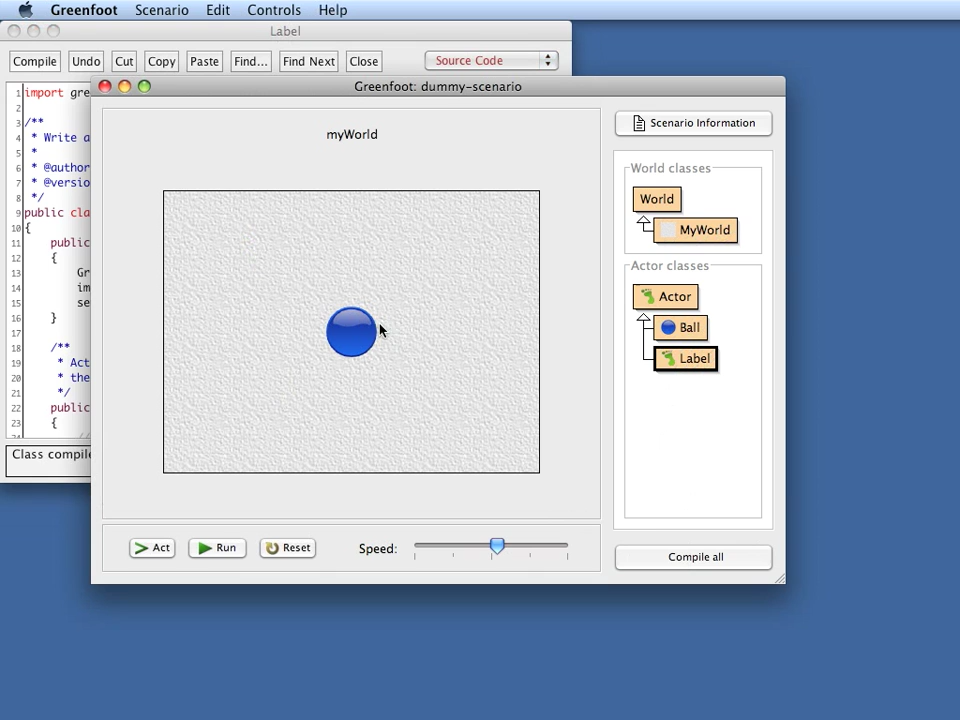 Greenfoot Scenario Edit Controls Help
Label
Compile Undo Cut Copy Paste Find... Find Next Close Source Code
Greenfoot: dummy-scenario
1 import gre
2
3 /**
4 * Write a
5 *
6 * @author
7 * @versio
8 */
9 public cla
10 {
11 public
12 {
13 Gr
14 im
15 se
16 }
17
18 /**
19 * Act
20 * the
21 */
22 public
23 {
Class compile
myWorld
Scenario Information
World classes
World
MyWorld
Actor classes
Actor
Ball
Label
Act Run Reset Speed:
Compile all